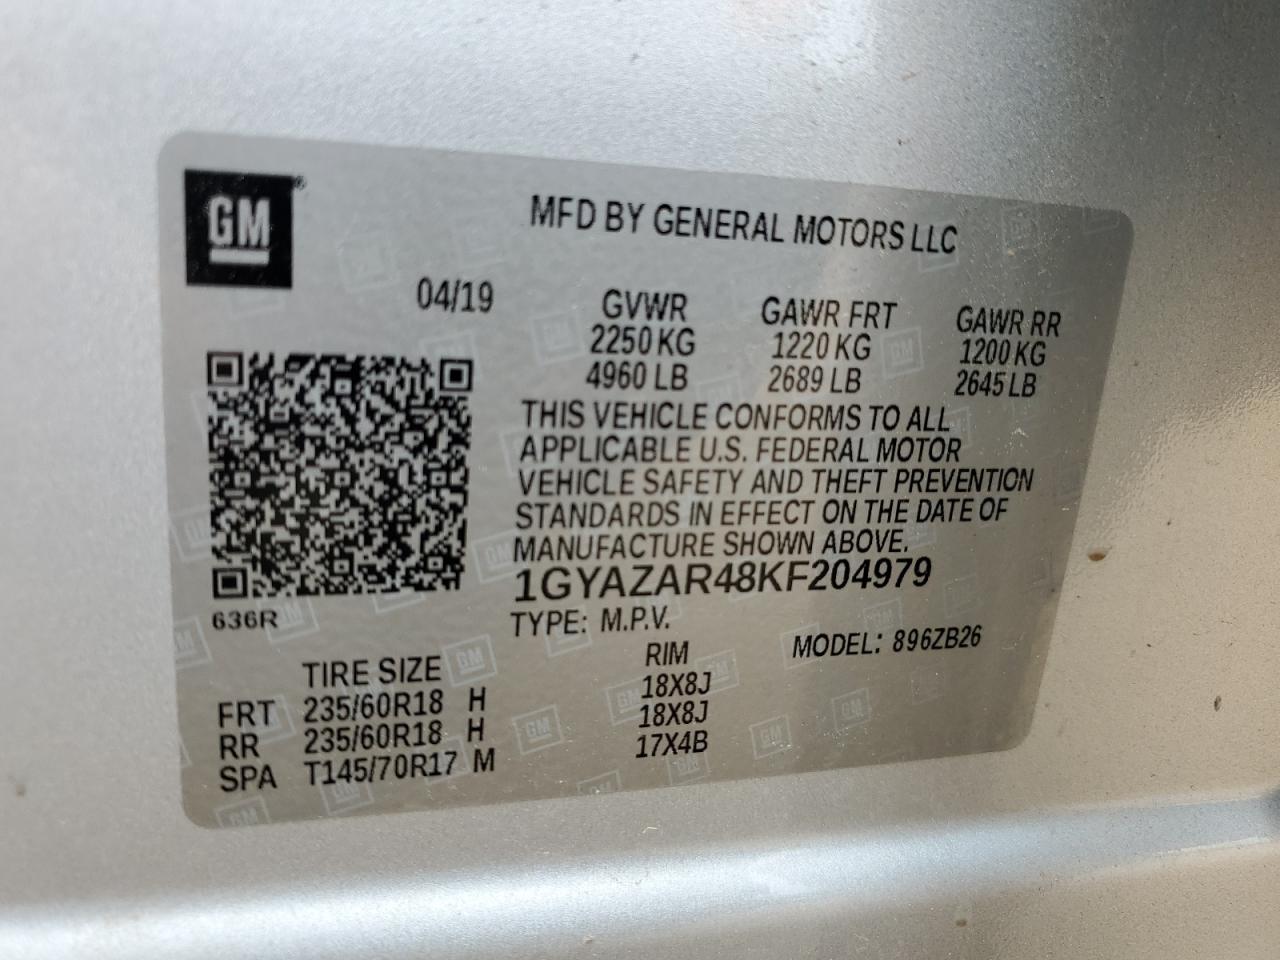 GM
MFD BY GENERAL MOTORS LLC
04/19
GVWR GAWR FRT GAWR RR
2250 KG 1220 KG 1200 KG
4960 LB 2689 LB 2645 LB
THIS VEHICLE CONFORMS TO ALL
APPLICABLE U.S. FEDERAL MOTOR
VEHICLE SAFETY AND THEFT PREVENTION
STANDARDS IN EFFECT ON THE DATE OF
MANUFACTURE SHOWN ABOVE.
1GYAZAR48KF204979
636R
TYPE: M.P.V.
MODEL: 896ZB26
TIRE SIZE RIM
FRT 235/60R18 H 18X8J
RR 235/60R18 H 18X8J
SPA T145/70R17 M 17X4B